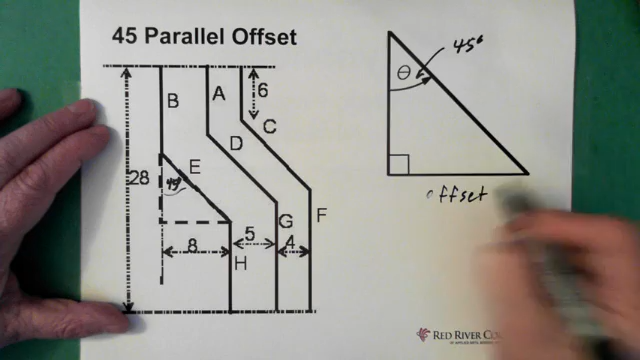 45 Parallel Offset
B
A
6
45°
θ
C
D
28
E
45°
offset
G
F
8
5
4
H
RED RIVER CO